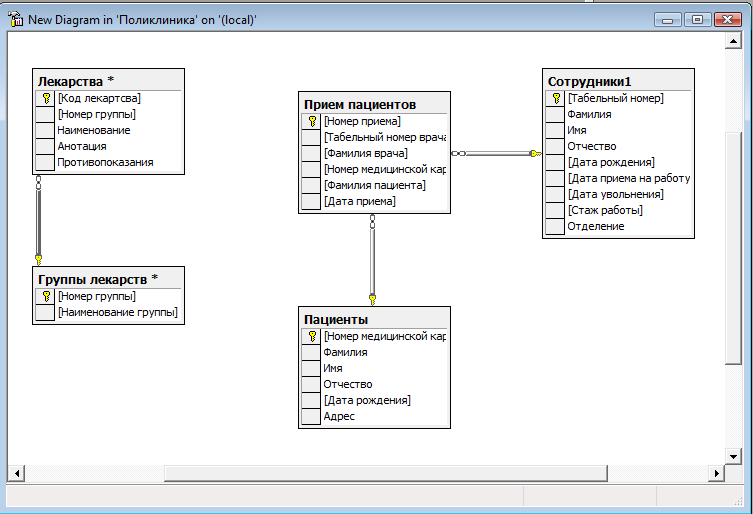 New Diagram in 'Поликлиника' on '(local)'
Лекарства *
[Код лекартсва]
[Номер группы]
Наименование
Анотация
Противопоказания
Группы лекарств *
[Номер группы]
[Наименование группы]
Прием пациентов
[Номер приема]
[Табельный номер врача
[Фамилия врача]
[Номер медицинской кар
[Фамилия пациента]
[Дата приема]
Пациенты
[Номер медицинской кар
Фамилия
Имя
Отчество
[Дата рождения]
Адрес
Сотрудники1
[Табельный номер]
Фамилия
Имя
Отчество
[Дата рождения]
[Дата приема на работу
[Дата увольнения]
[Стаж работы]
Отделение